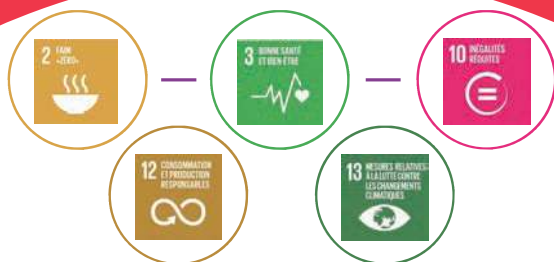 2 FAIM
«ZÉRO»
3 BONNE SANTÉ
ET BIEN-ÊTRE
10 INÉGALITÉS
RÉDUITES
12 CONSOMMATION
ET PRODUCTION
RESPONSABLES
13 MESURES RELATIVES
À LA LUTTE CONTRE
LES CHANGEMENTS
CLIMATIQUES